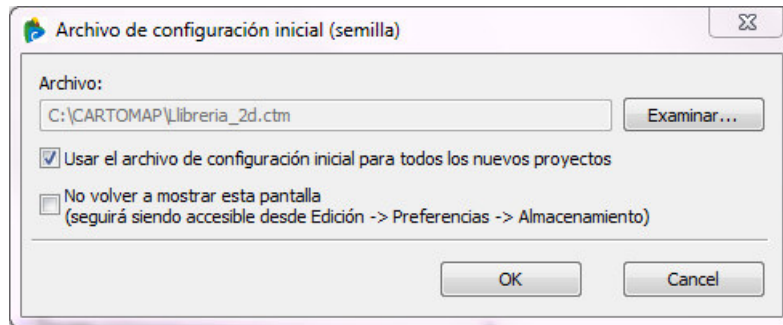 Archivo de configuración inicial (semilla)
Archivo:
C:\CARTOMAP\Llibreria_2d.ctm
Examinar...
Usar el archivo de configuración inicial para todos los nuevos proyectos
No volver a mostrar esta pantalla
(seguirá siendo accesible desde Edición -> Preferencias -> Almacenamiento)
OK
Cancel